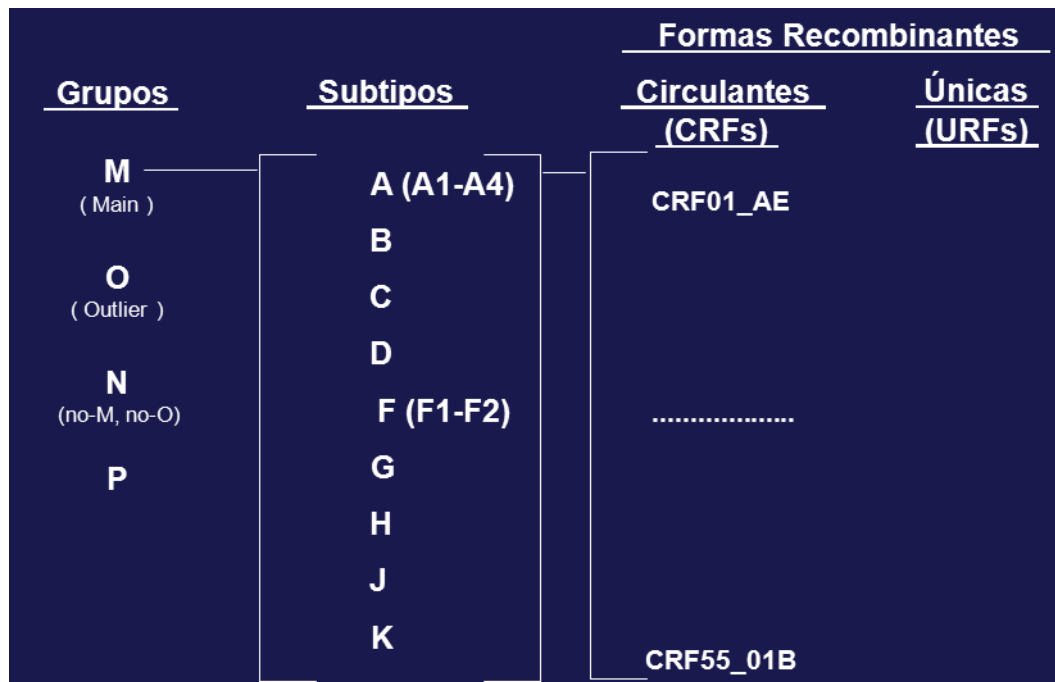 Formas Recombinantes
Grupos
Subtipos
Circulantes
(CRFs)
Únicas
(URFs)
M
( Main )
O
( Outlier )
N
(no-M, no-O)
P
A (A1-A4)
B
C
D
F (F1-F2)
G
H
J
K
CRF01_AE
..................
CRF55_01B